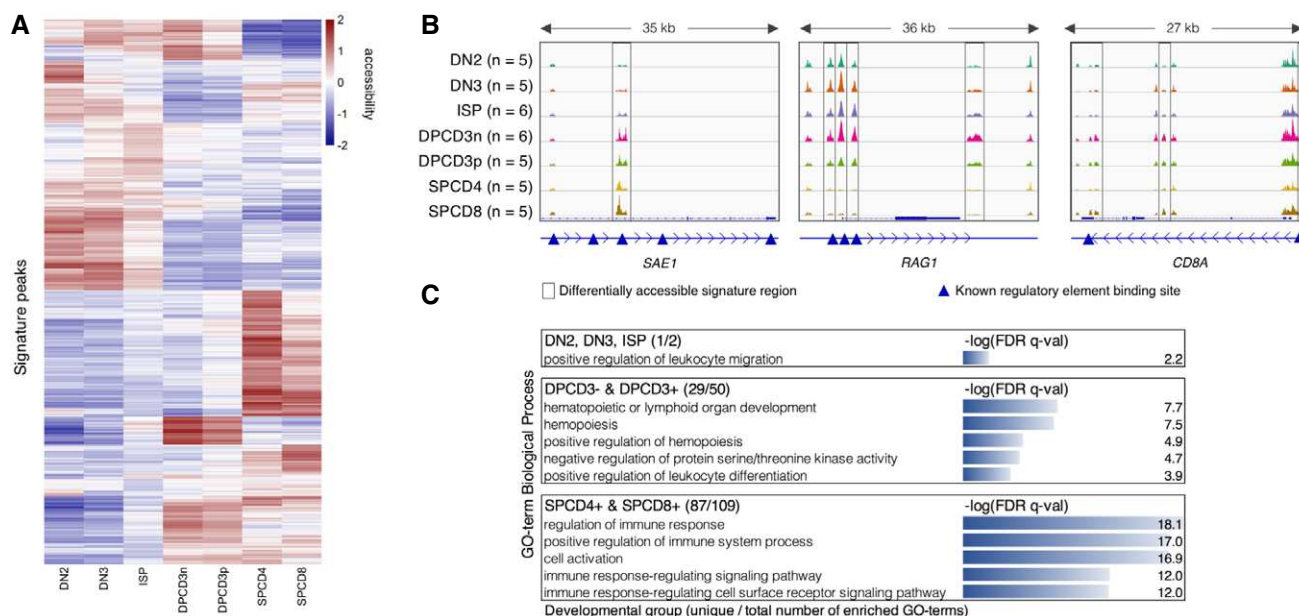 A
2
1
0
-1
-2
accessibility
Signature peaks
DN2
DN3
ISP
DPCD3n
DPCD3p
SPCD4
SPCD8
B
35 kb
36 kb
27 kb
DN2 (n = 5)
DN3 (n = 5)
ISP (n = 6)
DPCD3n (n = 6)
DPCD3p (n = 5)
SPCD4 (n = 5)
SPCD8 (n = 5)
SAE1
RAG1
CD8A
Differentially accessible signature region
Known regulatory element binding site
C
GO-term Biological Process
DN2, DN3, ISP (1/2) -log(FDR q-val)
positive regulation of leukocyte migration 2.2
DPCD3- & DPCD3+ (29/50) -log(FDR q-val)
hematopoietic or lymphoid organ development 7.7
hemopoiesis 7.5
positive regulation of hemopoiesis 4.9
negative regulation of protein serine/threonine kinase activity 4.7
positive regulation of leukocyte differentiation 3.9
SPCD4+ & SPCD8+ (87/109) -log(FDR q-val)
regulation of immune response 18.1
positive regulation of immune system process 17.0
cell activation 16.9
immune response-regulating signaling pathway 12.0
immune response-regulating cell surface receptor signaling pathway 12.0
Developmental group (unique / total number of enriched GO-terms)